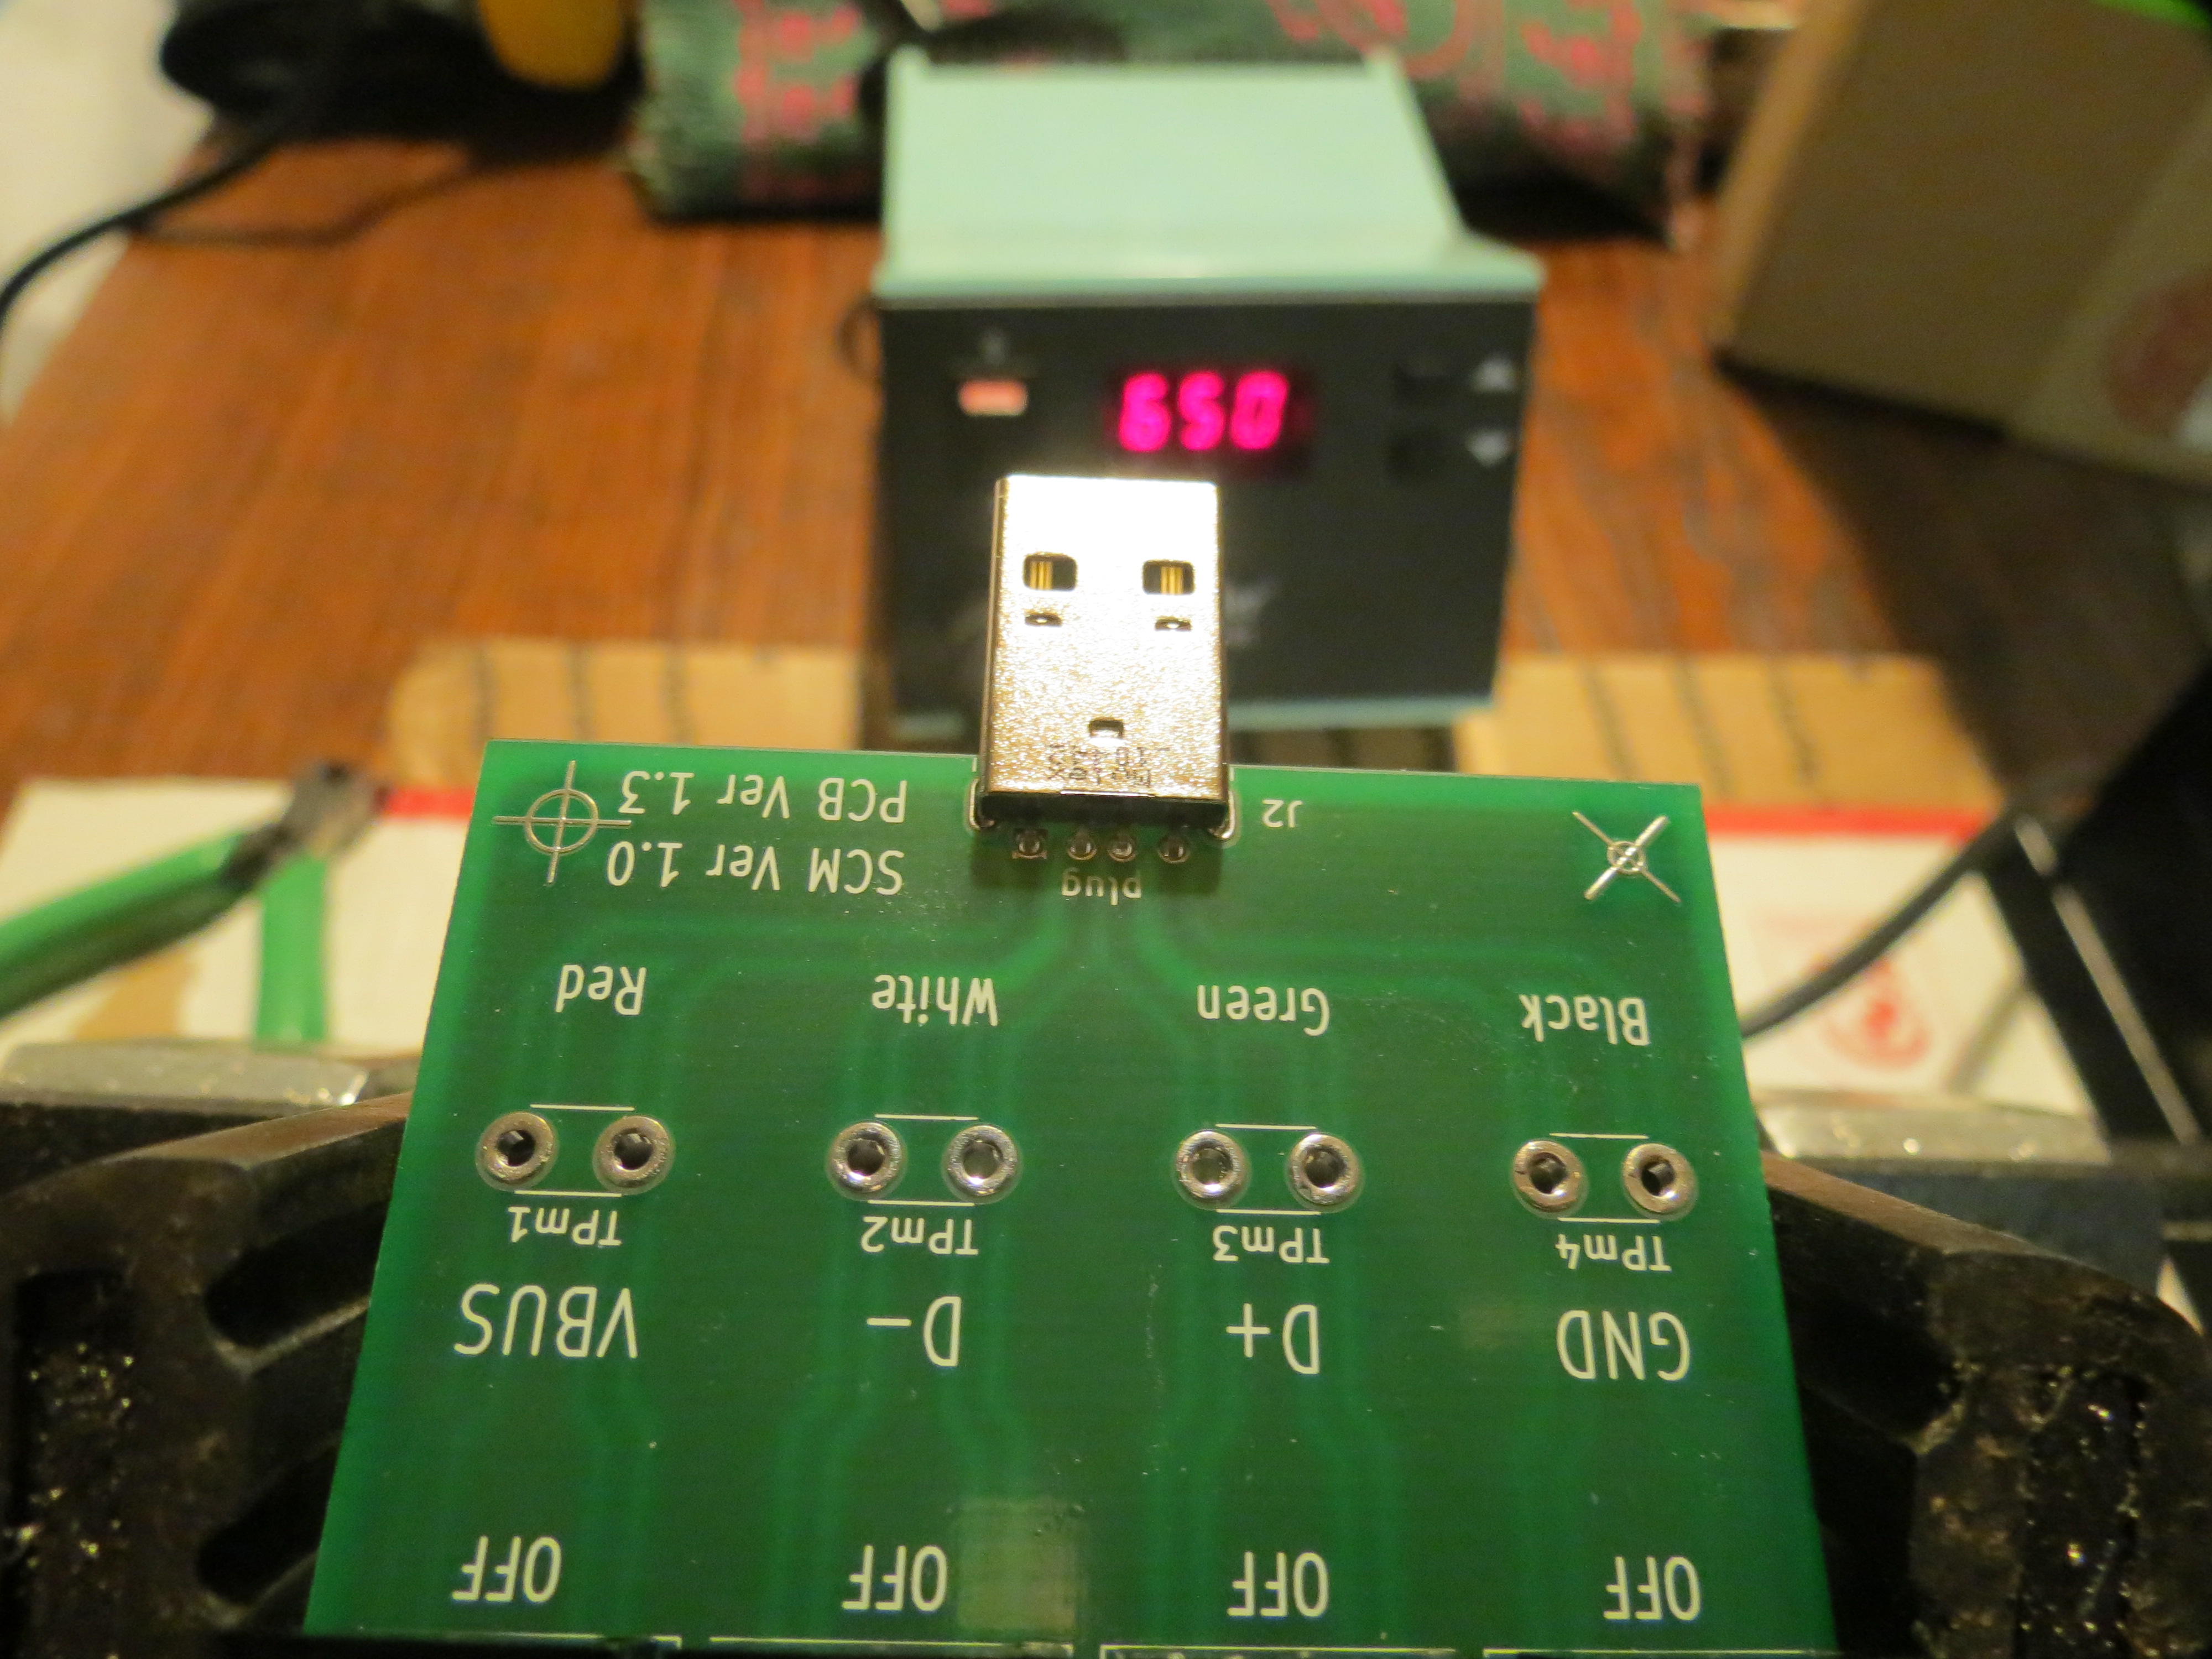 650
PCB Ver 1.3
SCM Ver 1.0
J2
plug
Red
White
Green
Black
TPm1
TPm2
TPm3
TPm4
VBUS
D-
D+
GND
OFF
OFF
OFF
OFF